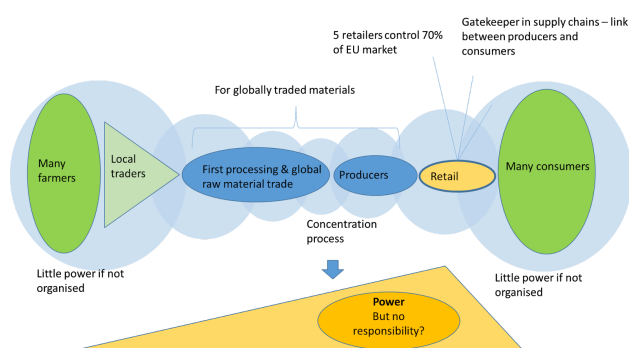 5 retailers control 70%
of EU market
Gatekeeper in supply chains – link
between producers and
consumers
For globally traded materials
Many
farmers
Local
traders
First processing & global
raw material trade
Producers
Retail
Many consumers
Concentration
process
Little power if not
organised
Little power if not
organised
Power
But no
responsibility?